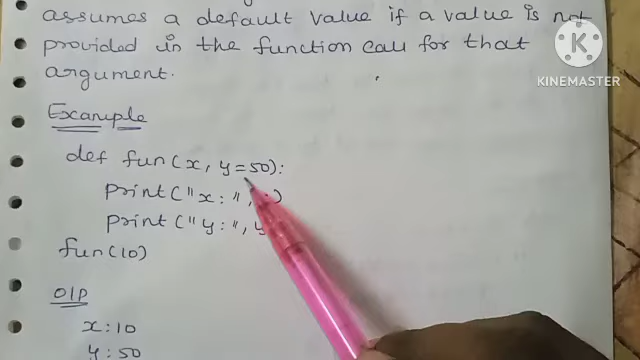 assumes a default value if a value is not
provided in the function call for that
argument.
KINEMASTER
Example
def fun(x, y=50):
print("x: ",
print("y: ", y
fun(10)
O/P
x:10
y:50